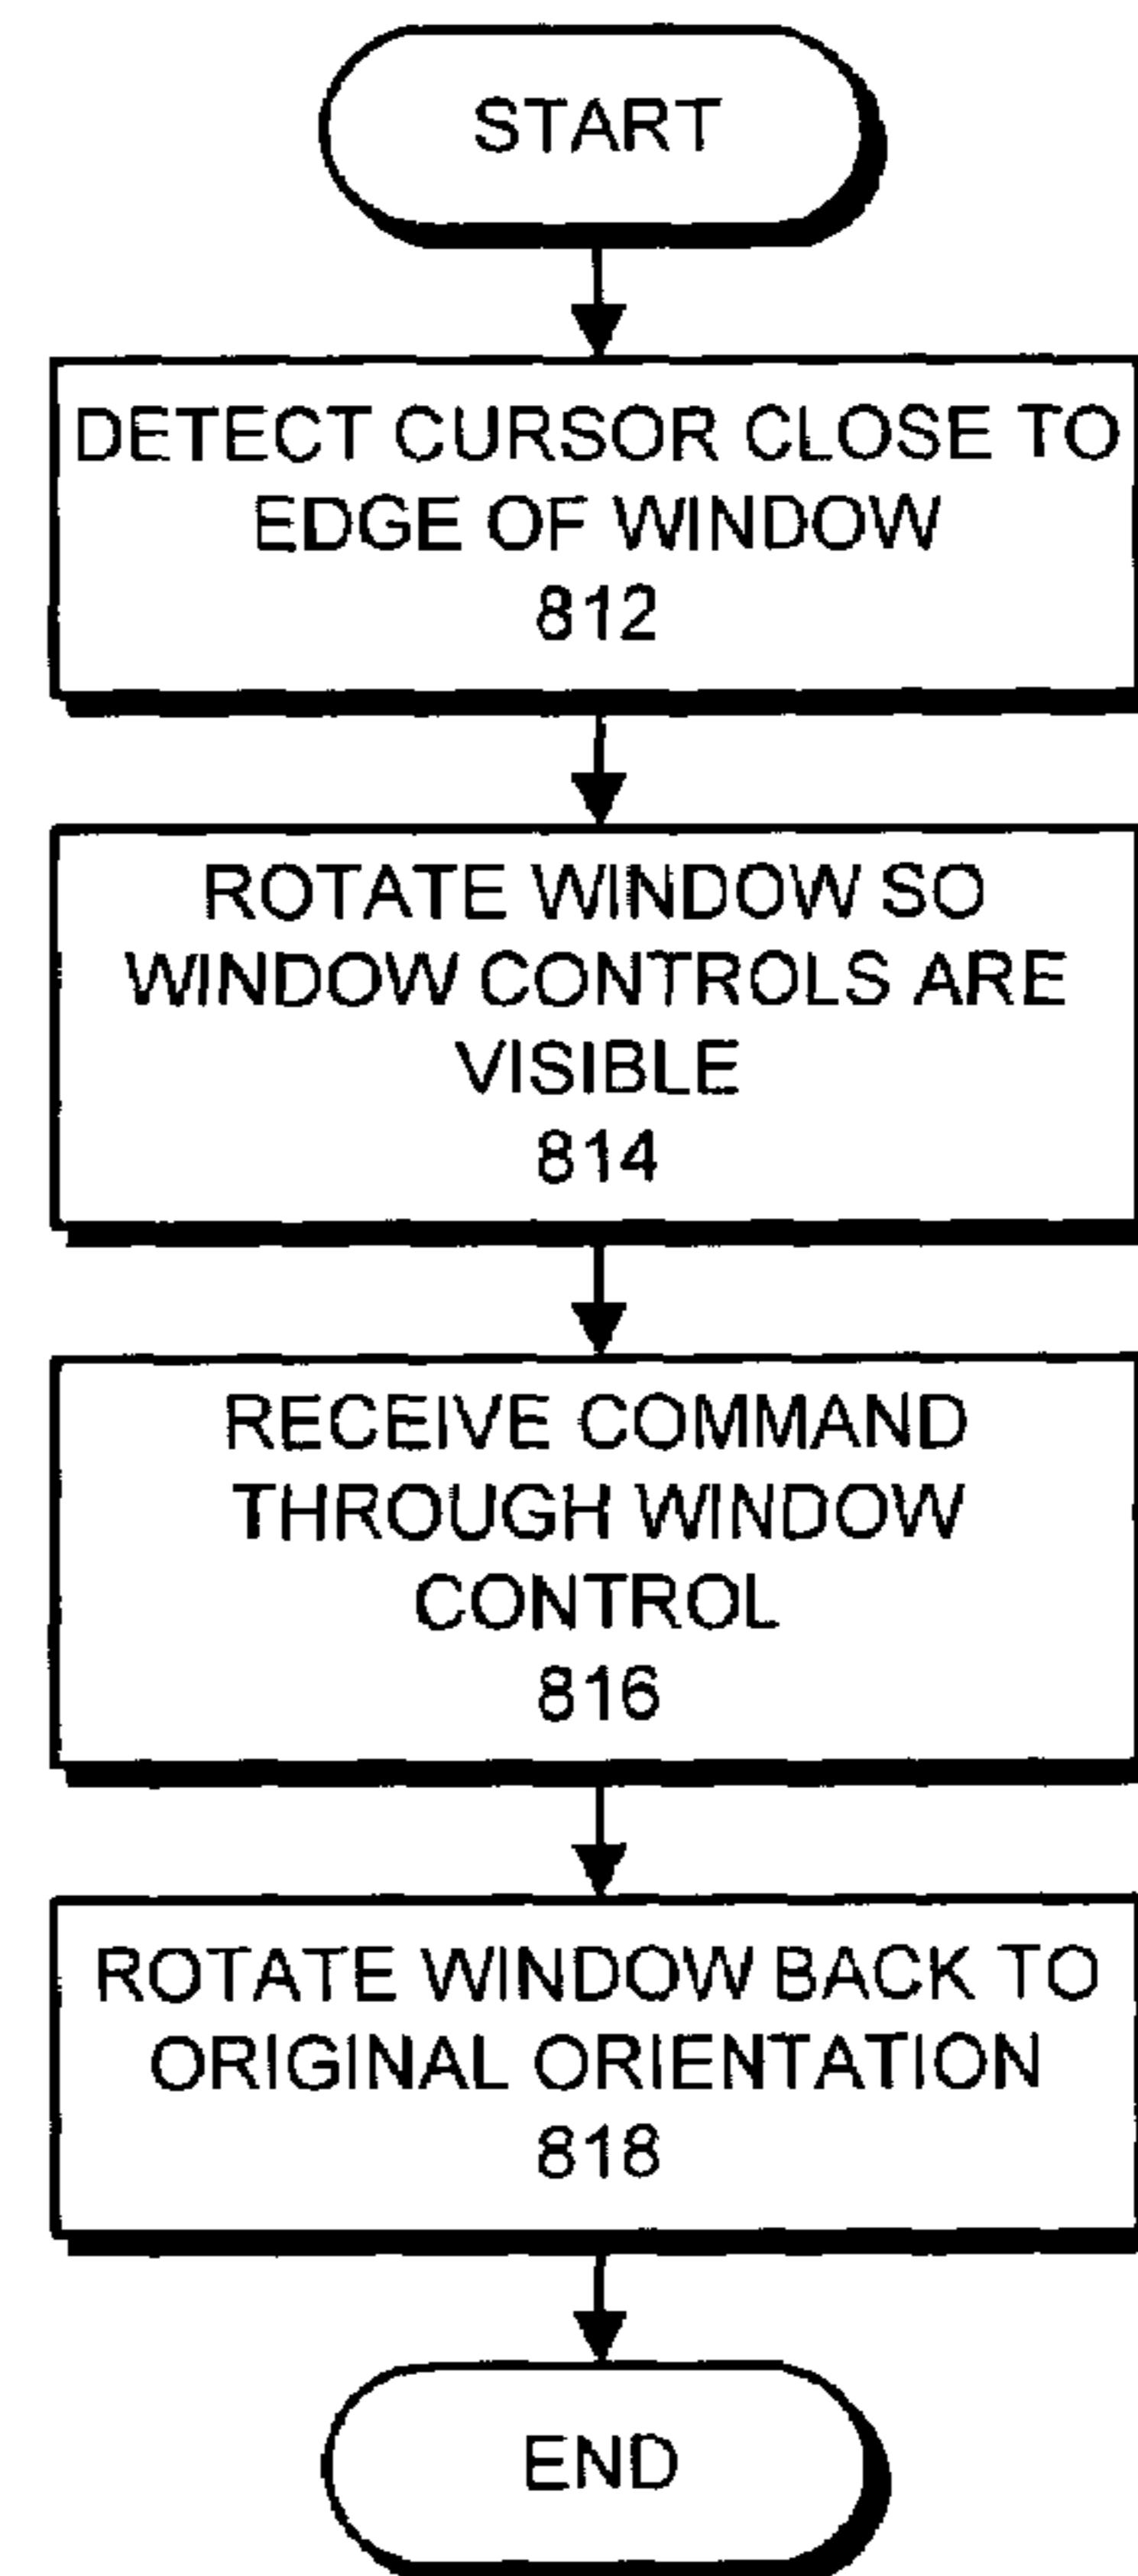 START
DETECT CURSOR CLOSE TO
EDGE OF WINDOW
812
ROTATE WINDOW SO
WINDOW CONTROLS ARE
VISIBLE
814
RECEIVE COMMAND
THROUGH WINDOW
CONTROL
816
ROTATE WINDOW BACK TO
ORIGINAL ORIENTATION
818
END